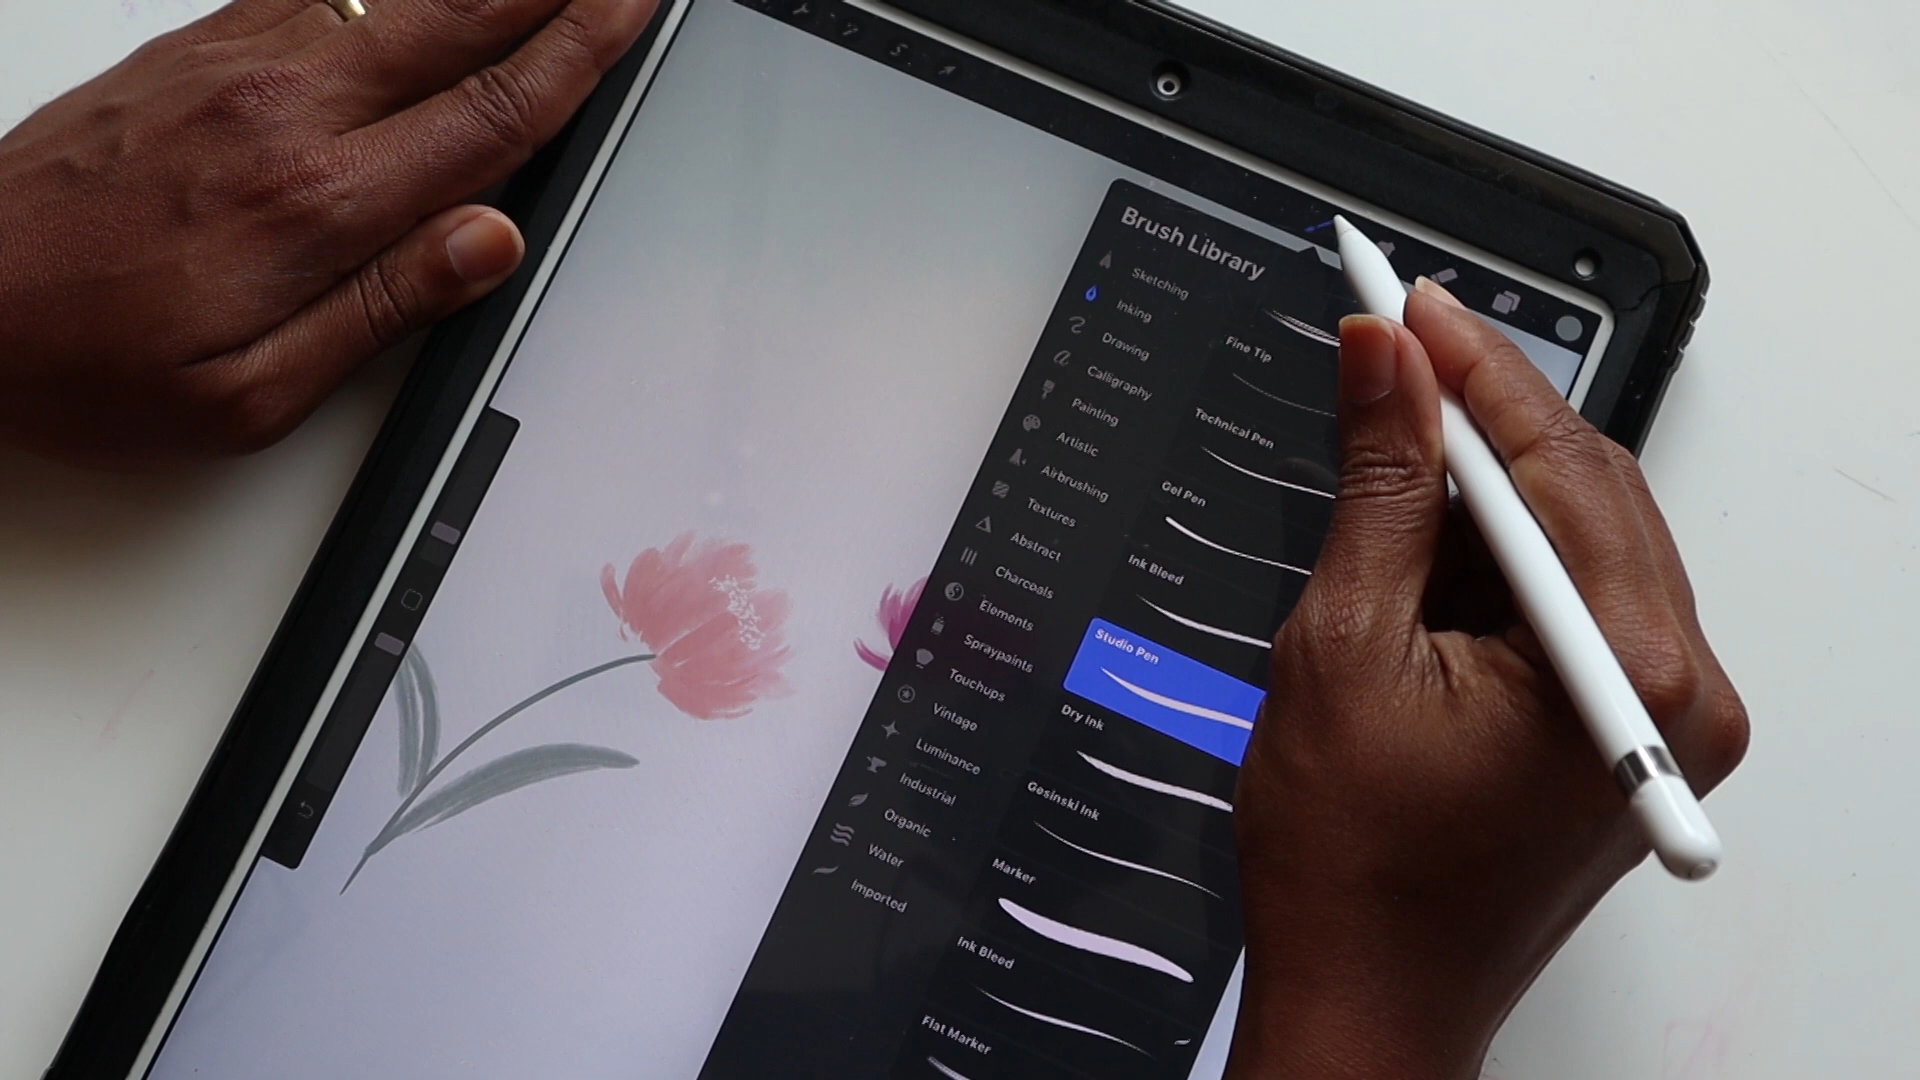 Brush Library
Sketching
Inking
Drawing
Calligraphy
Painting
Artistic
Airbrushing
Textures
Abstract
Charcoals
Elements
Spraypaints
Touchups
Vintage
Luminance
Industrial
Organic
Water
Imported
Fine Tip
Technical Pen
Gel Pen
Ink Bleed
Studio Pen
Dry Ink
Gesinski Ink
Marker
Ink Bleed
Flat Marker